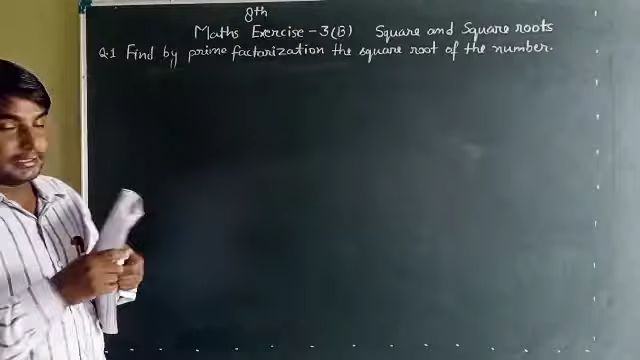 8th
Maths Exercise - 3(B) Square and Square roots
Q.1 Find by prime factorization the square root of the number.